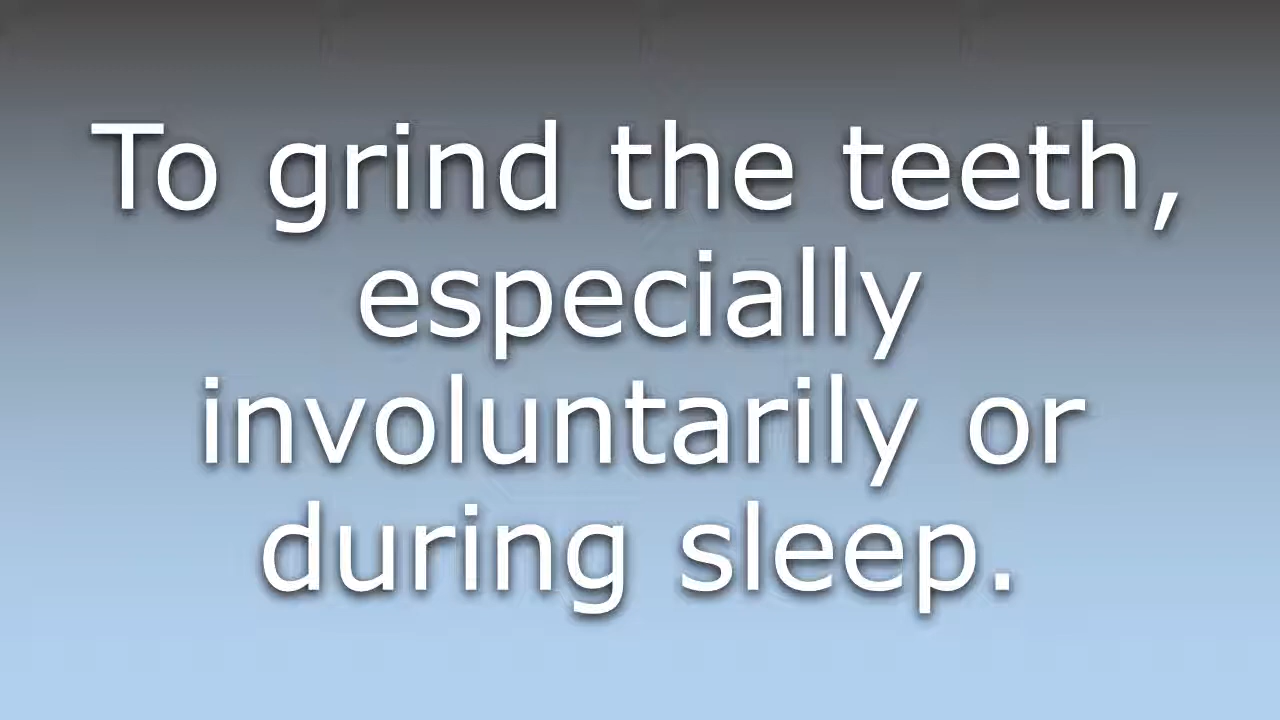 To grind the teeth,
especially
involuntarily or
during sleep.